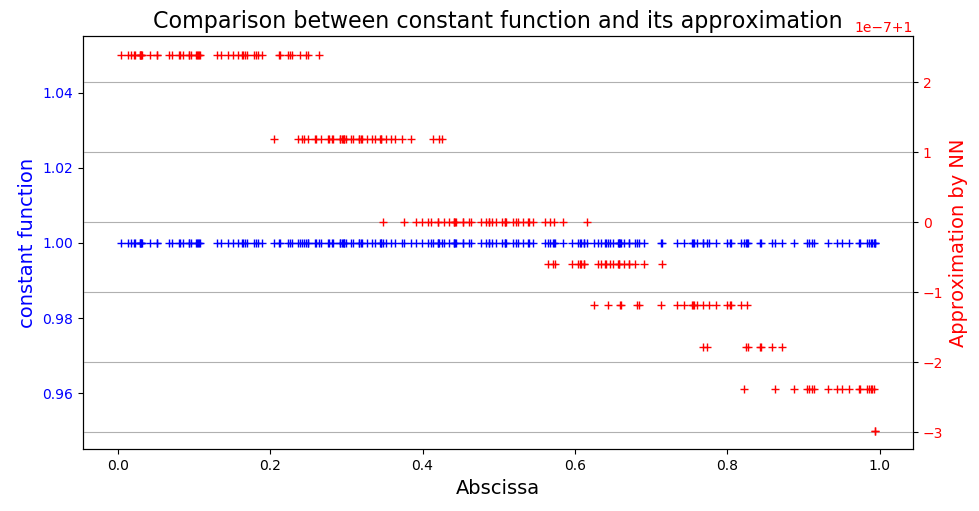 Comparison between constant function and its approximation
1e−7+1
constant function
1.04
1.02
1.00
0.98
0.96
2
1
0
−1
−2
−3
Approximation by NN
0.0 0.2 0.4 0.6 0.8 1.0
Abscissa